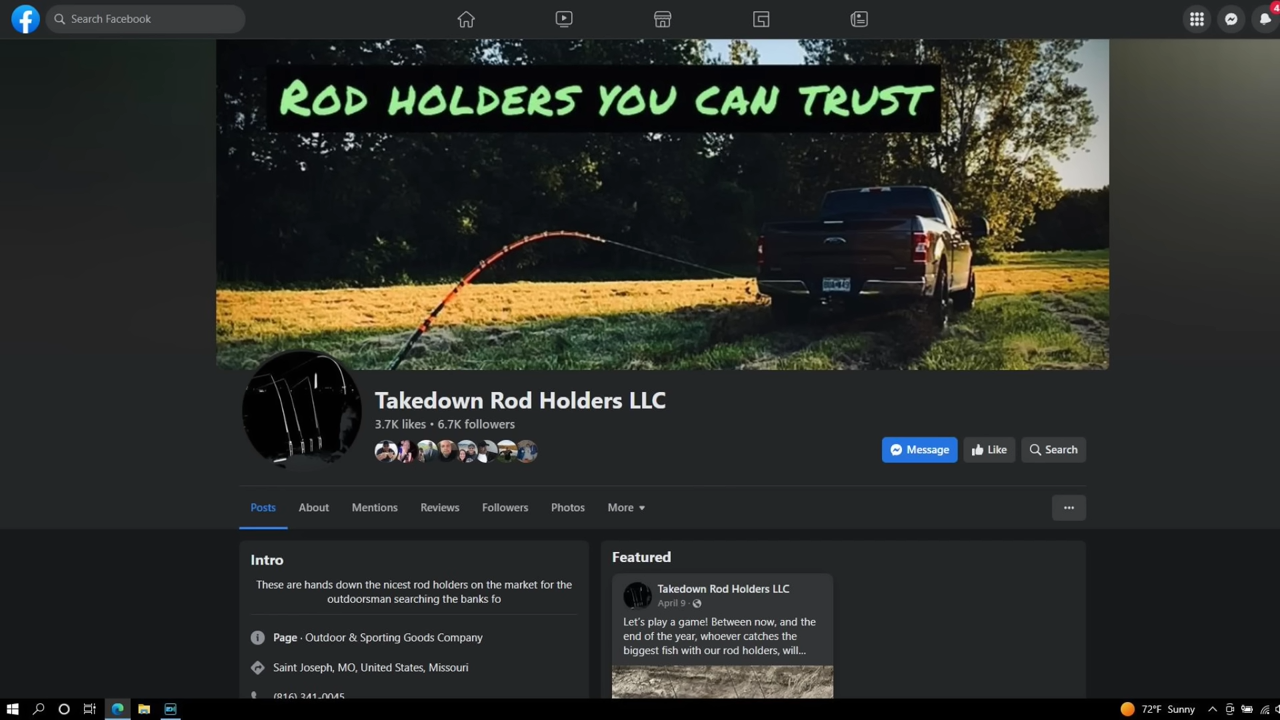 Search Facebook
4
ROD HOLDERS YOU CAN TRUST
Takedown Rod Holders LLC
3.7K likes • 6.7K followers
Message
Like
Search
Posts
About
Mentions
Reviews
Followers
Photos
More
Intro
These are hands down the nicest rod holders on the market for the
outdoorsman searching the banks fo
Page · Outdoor & Sporting Goods Company
Saint Joseph, MO, United States, Missouri
(816) 341-0045
Featured
Takedown Rod Holders LLC
April 9 ·
Let's play a game! Between now, and the
end of the year, whoever catches the
biggest fish with our rod holders, will...
72°F Sunny